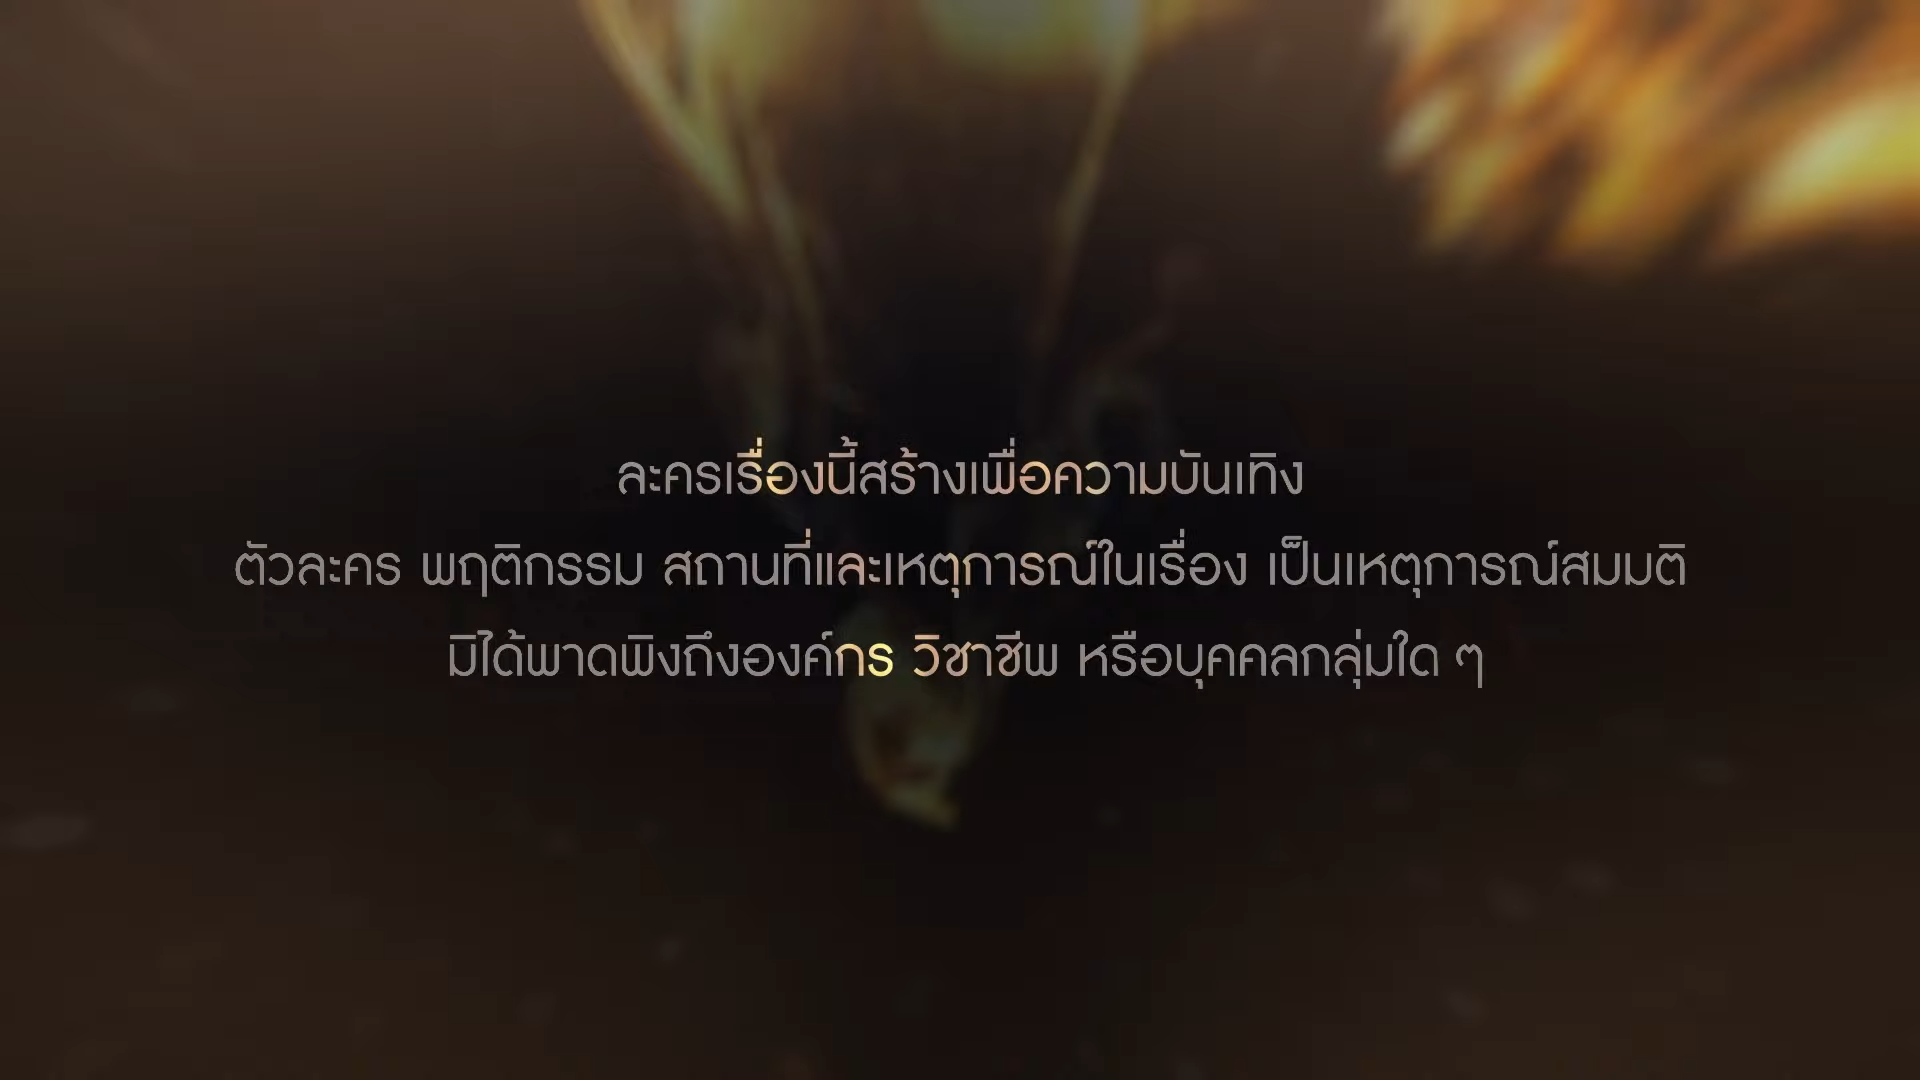 ละครเรื่องนี้สร้างเพื่อความบันเทิง
ตัวละคร พฤติกรรม สถานที่และเหตุการณ์ในเรื่อง เป็นเหตุการณ์สมมติ
มิได้พาดพิงถึงองค์กร วิชาชีพ หรือบุคคลกลุ่มใด ๆ